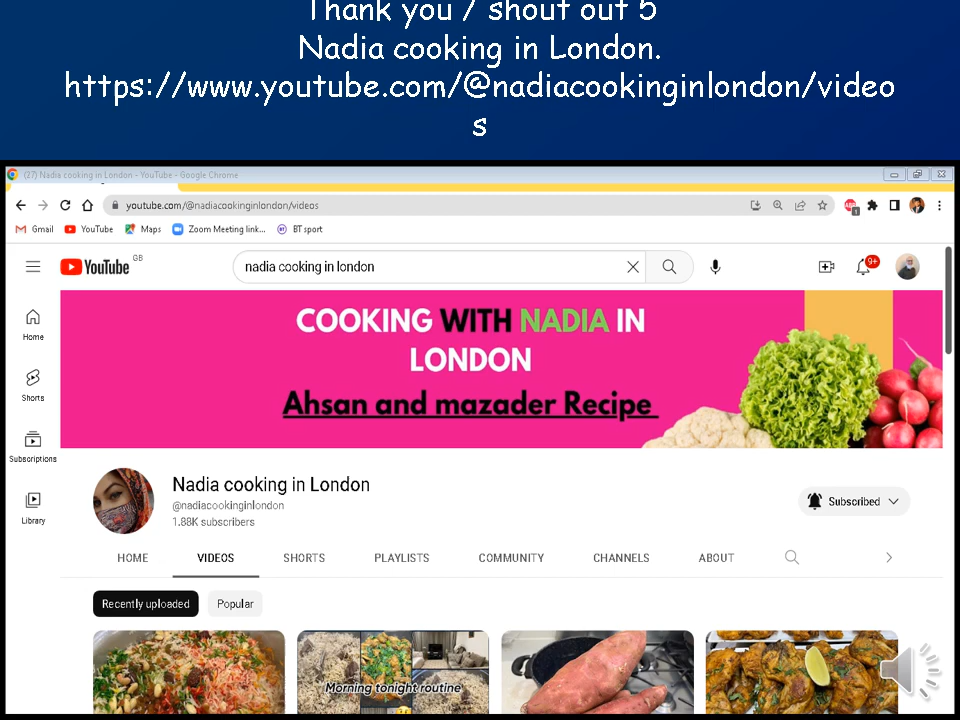 Thank you / shout out 5
Nadia cooking in London.
https://www.youtube.com/@nadiacookinginlondon/video
s
(27) Nadia cooking in London - YouTube - Google Chrome
youtube.com/@nadiacookinginlondon/videos
ABP
1
Gmail
YouTube
Maps
Zoom Meeting link...
BT sport
YouTube GB
nadia cooking in london
9+
COOKING WITH NADIA IN
LONDON
Ahsan and mazader Recipe
Home
Shorts
Subscriptions
Library
Nadia cooking in London
@nadiacookinginlondon
1.88K subscribers
Subscribed
HOME
VIDEOS
SHORTS
PLAYLISTS
COMMUNITY
CHANNELS
ABOUT
Recently uploaded
Popular
Morning tonight routine